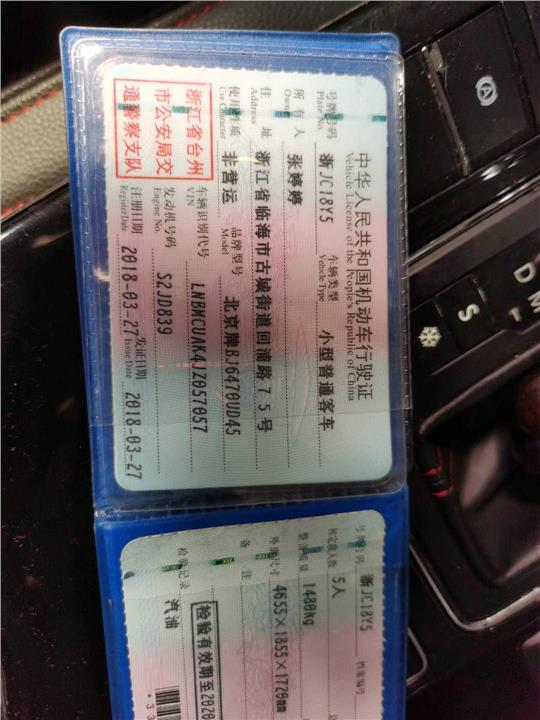 中华人民共和国机动车行驶证
Vehicle License of the People's Republic of China
号牌号码 浙JC18Y5 车辆类型 小型普通客车
Plate No. Vehicle Type
所有人 张婷婷
Owner
住址 浙江省临海市古城街道回浦路75号
Address
使用性质 非营运 品牌型号 北京牌BJ6470UD45
Use Character Model
浙江省台州
市公安局交
通警察支队
车辆识别代号 LNBMCUAK4JZ057057
VIN
发动机号码 S2JD839
Engine No.
注册日期 2018-03-27 发证日期 2018-03-27
Register Date Issue Date
号牌号码 浙JC18Y5 档案编号
核定载人数 5人
整备质量 1480kg
外廓尺寸 4655×1855×1720mm
备注
检验有效期至2020
检验记录 汽油
*33
A
D
M
S